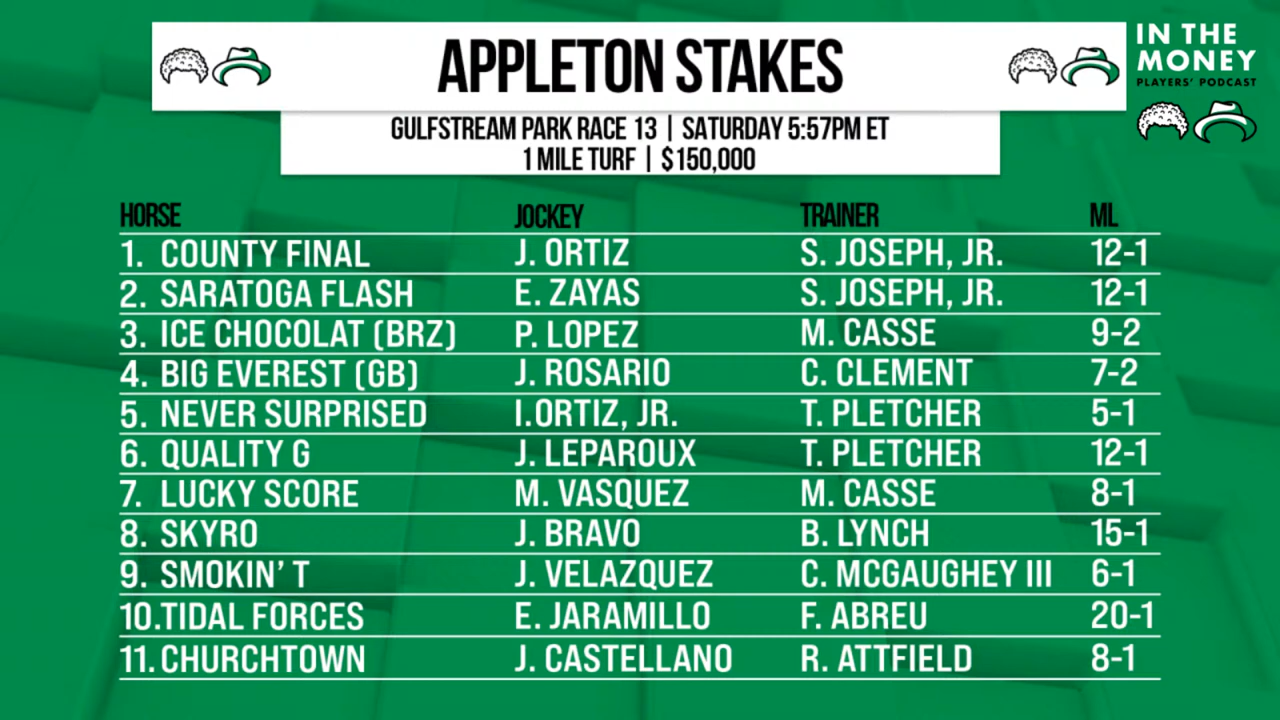 APPLETON STAKES
IN THE
MONEY
PLAYERS' PODCAST
GULFSTREAM PARK RACE 13 | SATURDAY 5:57PM ET
1 MILE TURF | $150,000
HORSE JOCKEY TRAINER ML
1. COUNTY FINAL J. ORTIZ S. JOSEPH, JR. 12-1
2. SARATOGA FLASH E. ZAYAS S. JOSEPH, JR. 12-1
3. ICE CHOCOLAT (BRZ) P. LOPEZ M. CASSE 9-2
4. BIG EVEREST (GB) J. ROSARIO C. CLEMENT 7-2
5. NEVER SURPRISED I.ORTIZ, JR. T. PLETCHER 5-1
6. QUALITY G J. LEPAROUX T. PLETCHER 12-1
7. LUCKY SCORE M. VASQUEZ M. CASSE 8-1
8. SKYRO J. BRAVO B. LYNCH 15-1
9. SMOKIN' T J. VELAZQUEZ C. MCGAUGHEY III 6-1
10.TIDAL FORCES E. JARAMILLO F. ABREU 20-1
11. CHURCHTOWN J. CASTELLANO R. ATTFIELD 8-1